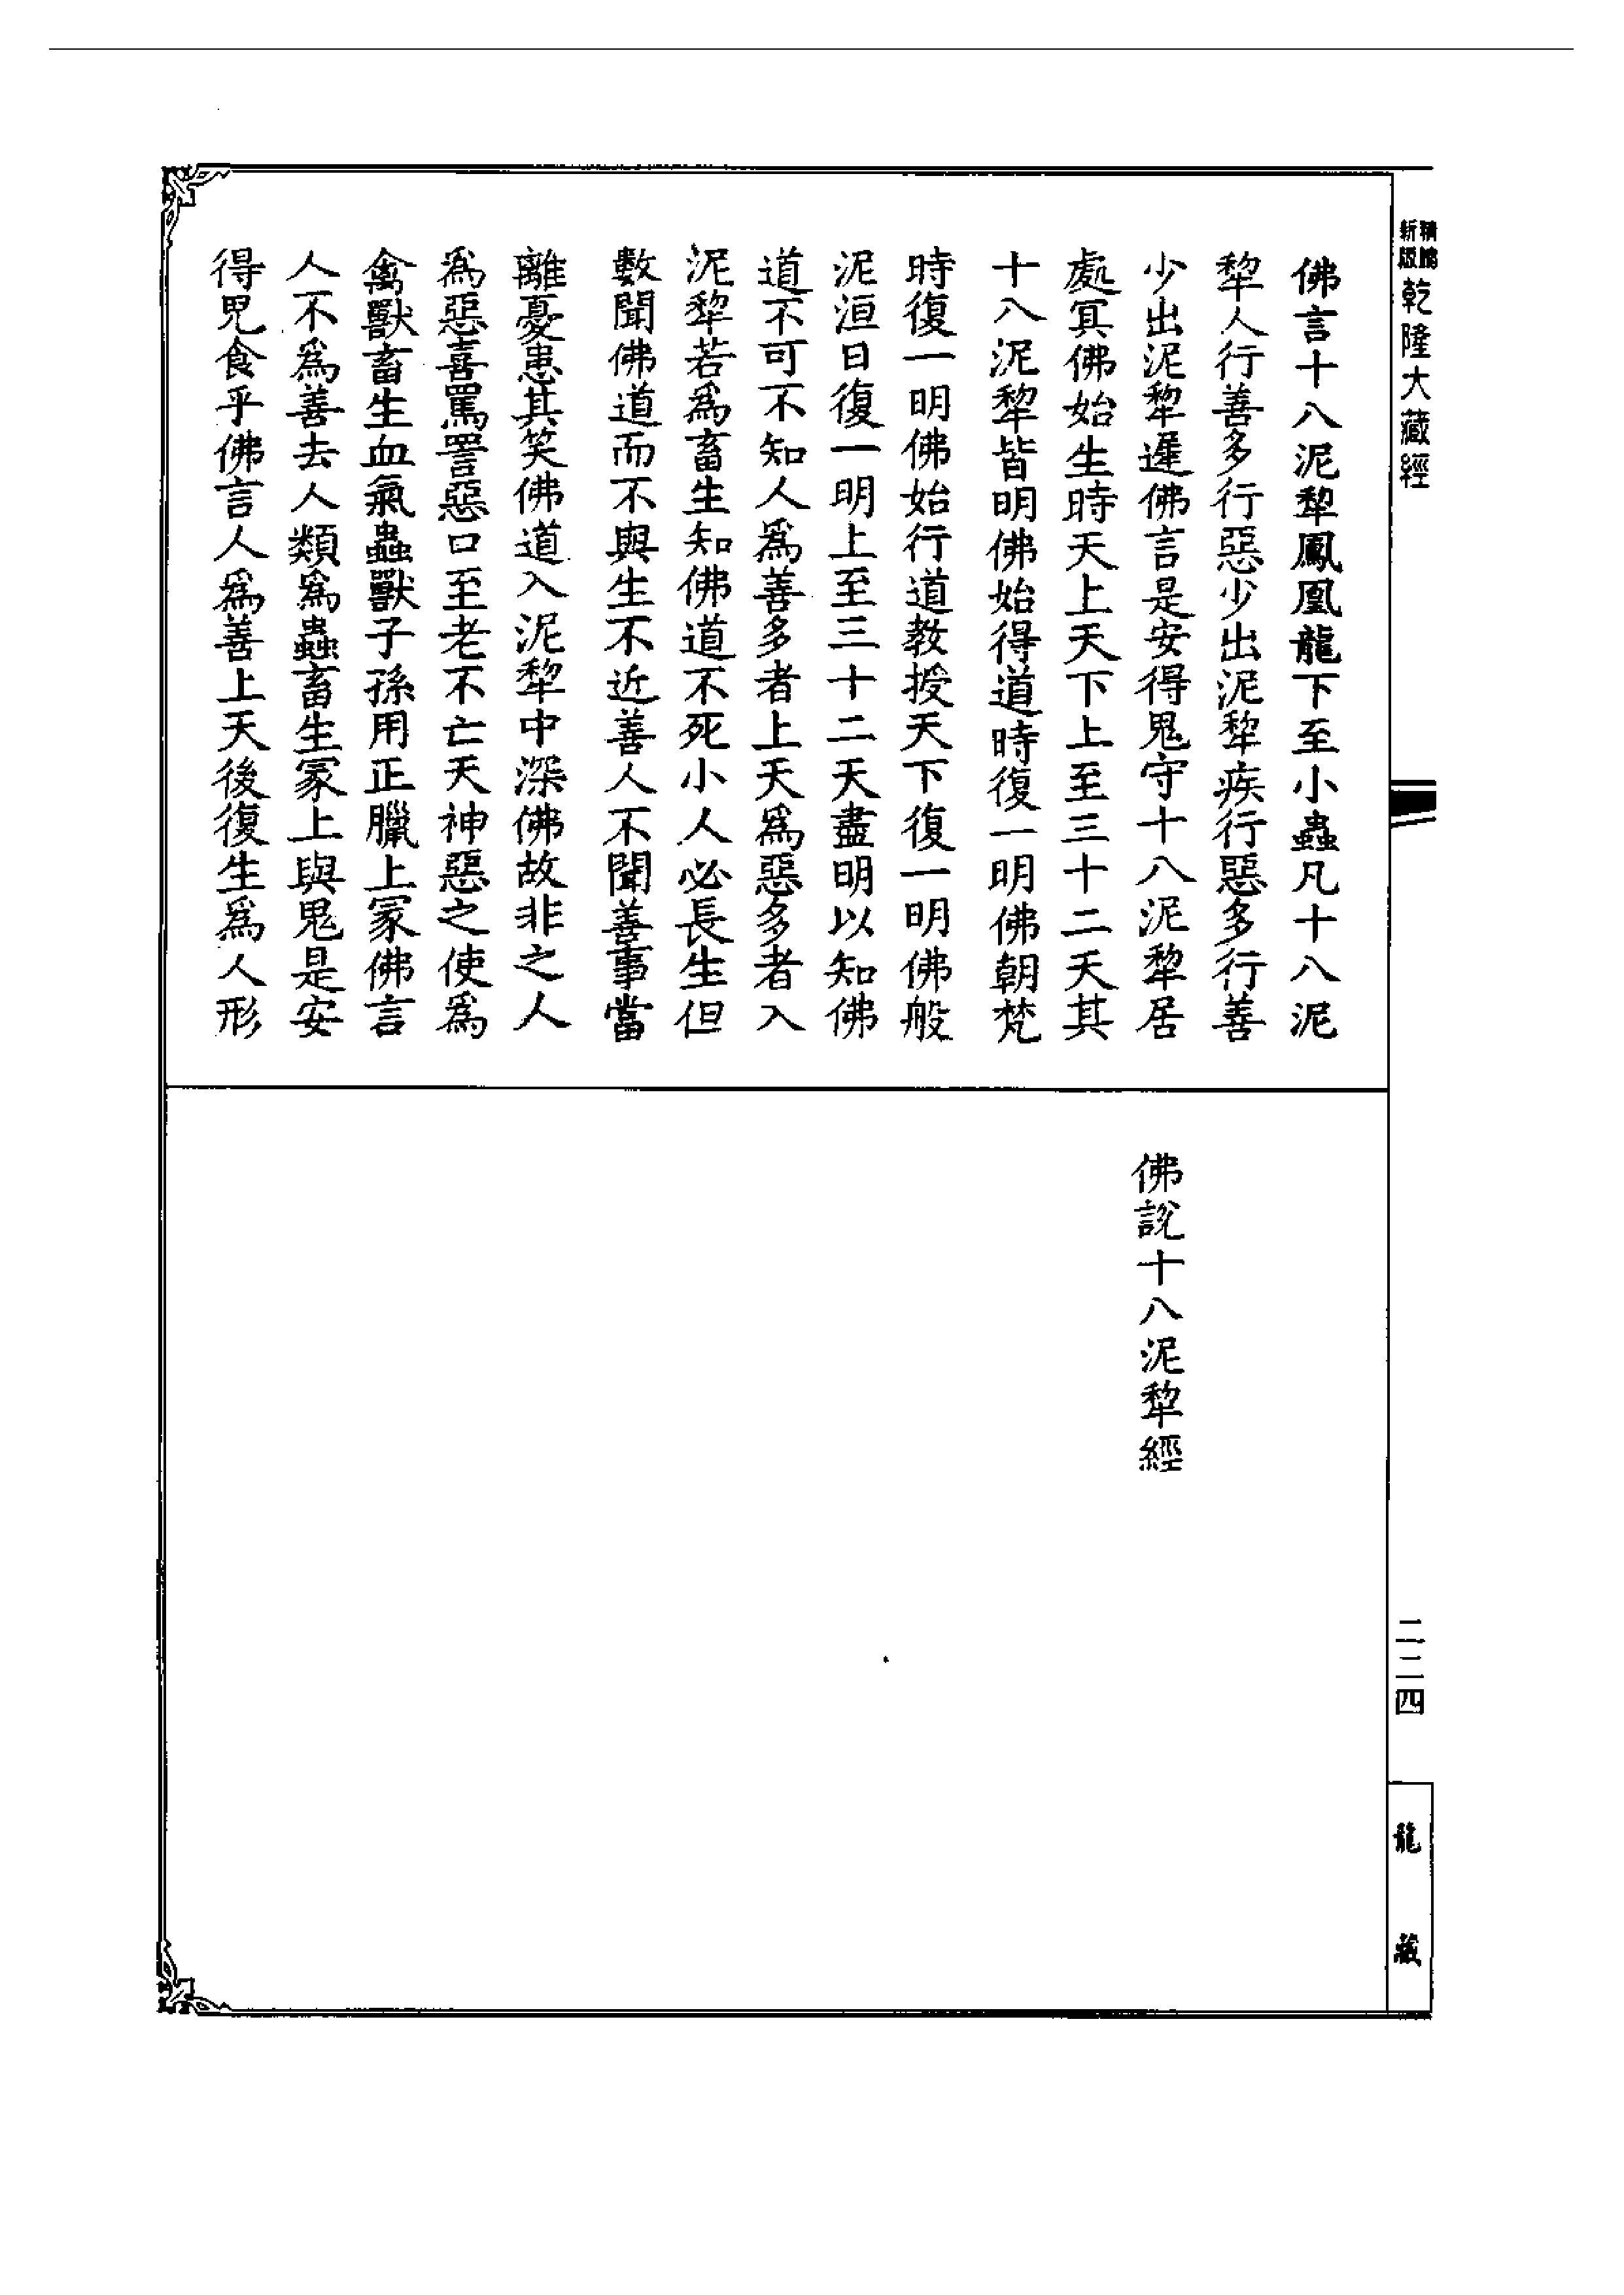 精鵰
新版
乾隆大藏經
佛言十八泥犂鳳凰龍下至小蟲凡十八泥
犂人行善多行惡少出泥犂疾行惡多行善
少出泥犂遲佛言是安得鬼守十八泥犂居
處冥佛始生時天上天下上至三十二天其
十八泥犂皆明佛始得道時復一明佛朝梵
時復一明佛始行道教授天下復一明佛般
泥洹日復一明上至三十二天盡明以知佛
道不可不知人爲善多者上天爲惡多者入
泥犂若爲畜生知佛道不死小人必長生但
數聞佛道而不與生不近善人不聞善事當
離憂患其笑佛道入泥犂中深佛故非之人
爲惡喜罵詈惡口至老不亡天神惡之使爲
禽獸畜生血氣蟲獸子孫用正臘上冢佛言
人不爲善去人類爲蟲畜生冢上與鬼是安
得児食乎佛言人爲善上天後復生爲人形
佛說十八泥犂經
二二四
龍藏